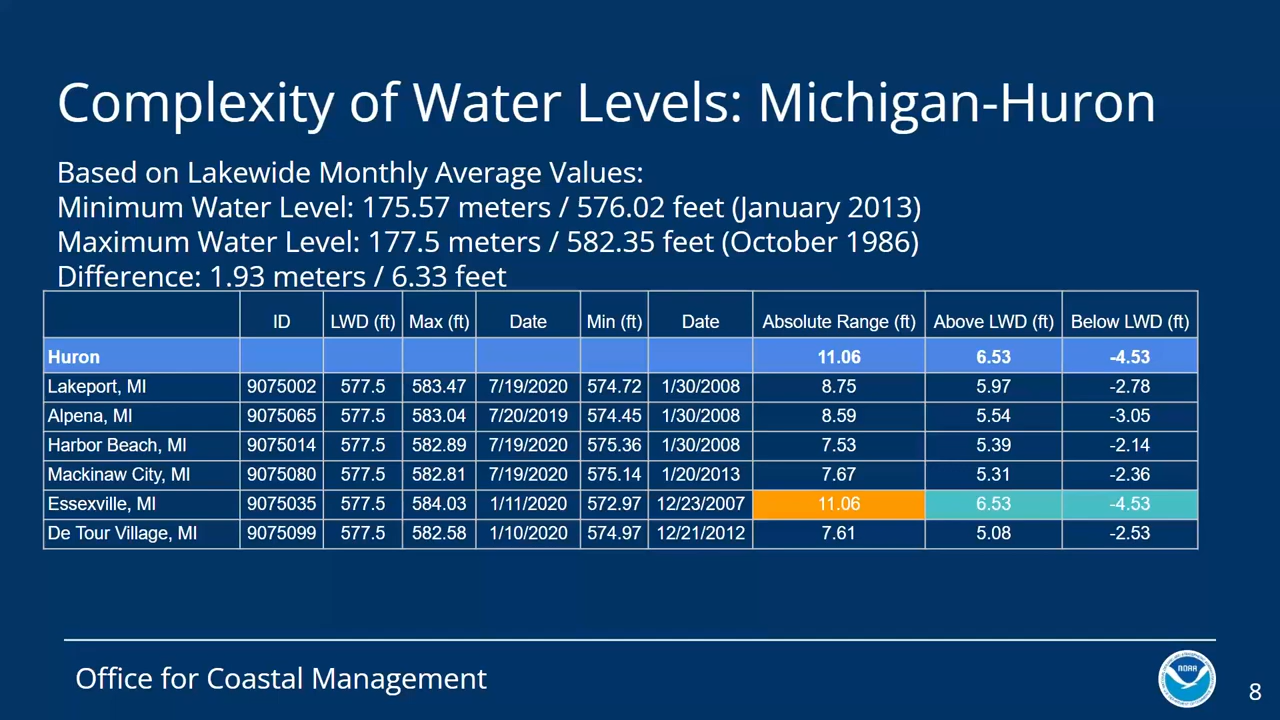 Complexity of Water Levels: Michigan-Huron
Based on Lakewide Monthly Average Values:
Minimum Water Level: 175.57 meters / 576.02 feet (January 2013)
Maximum Water Level: 177.5 meters / 582.35 feet (October 1986)
Difference: 1.93 meters / 6.33 feet
ID LWD (ft) Max (ft) Date Min (ft) Date Absolute Range (ft) Above LWD (ft) Below LWD (ft)
Huron 11.06 6.53 -4.53
Lakeport, MI 9075002 577.5 583.47 7/19/2020 574.72 1/30/2008 8.75 5.97 -2.78
Alpena, MI 9075065 577.5 583.04 7/20/2019 574.45 1/30/2008 8.59 5.54 -3.05
Harbor Beach, MI 9075014 577.5 582.89 7/19/2020 575.36 1/30/2008 7.53 5.39 -2.14
Mackinaw City, MI 9075080 577.5 582.81 7/19/2020 575.14 1/20/2013 7.67 5.31 -2.36
Essexville, MI 9075035 577.5 584.03 1/11/2020 572.97 12/23/2007 11.06 6.53 -4.53
De Tour Village, MI 9075099 577.5 582.58 1/10/2020 574.97 12/21/2012 7.61 5.08 -2.53
Office for Coastal Management
NOAA
8